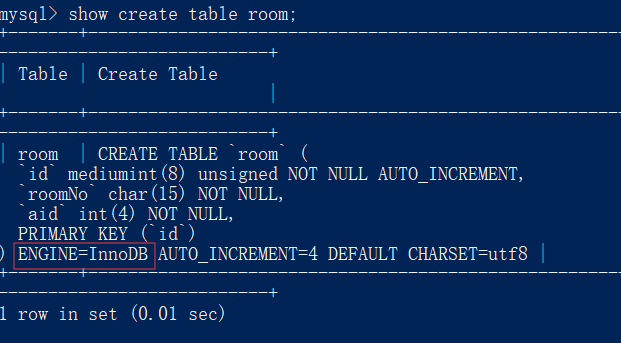 mysql> show create table room;
| Table | Create Table
|
| room | CREATE TABLE `room` (
`id` mediumint(8) unsigned NOT NULL AUTO_INCREMENT,
`roomNo` char(15) NOT NULL,
`aid` int(4) NOT NULL,
PRIMARY KEY (`id`)
) ENGINE=InnoDB AUTO_INCREMENT=4 DEFAULT CHARSET=utf8 |
1 row in set (0.01 sec)